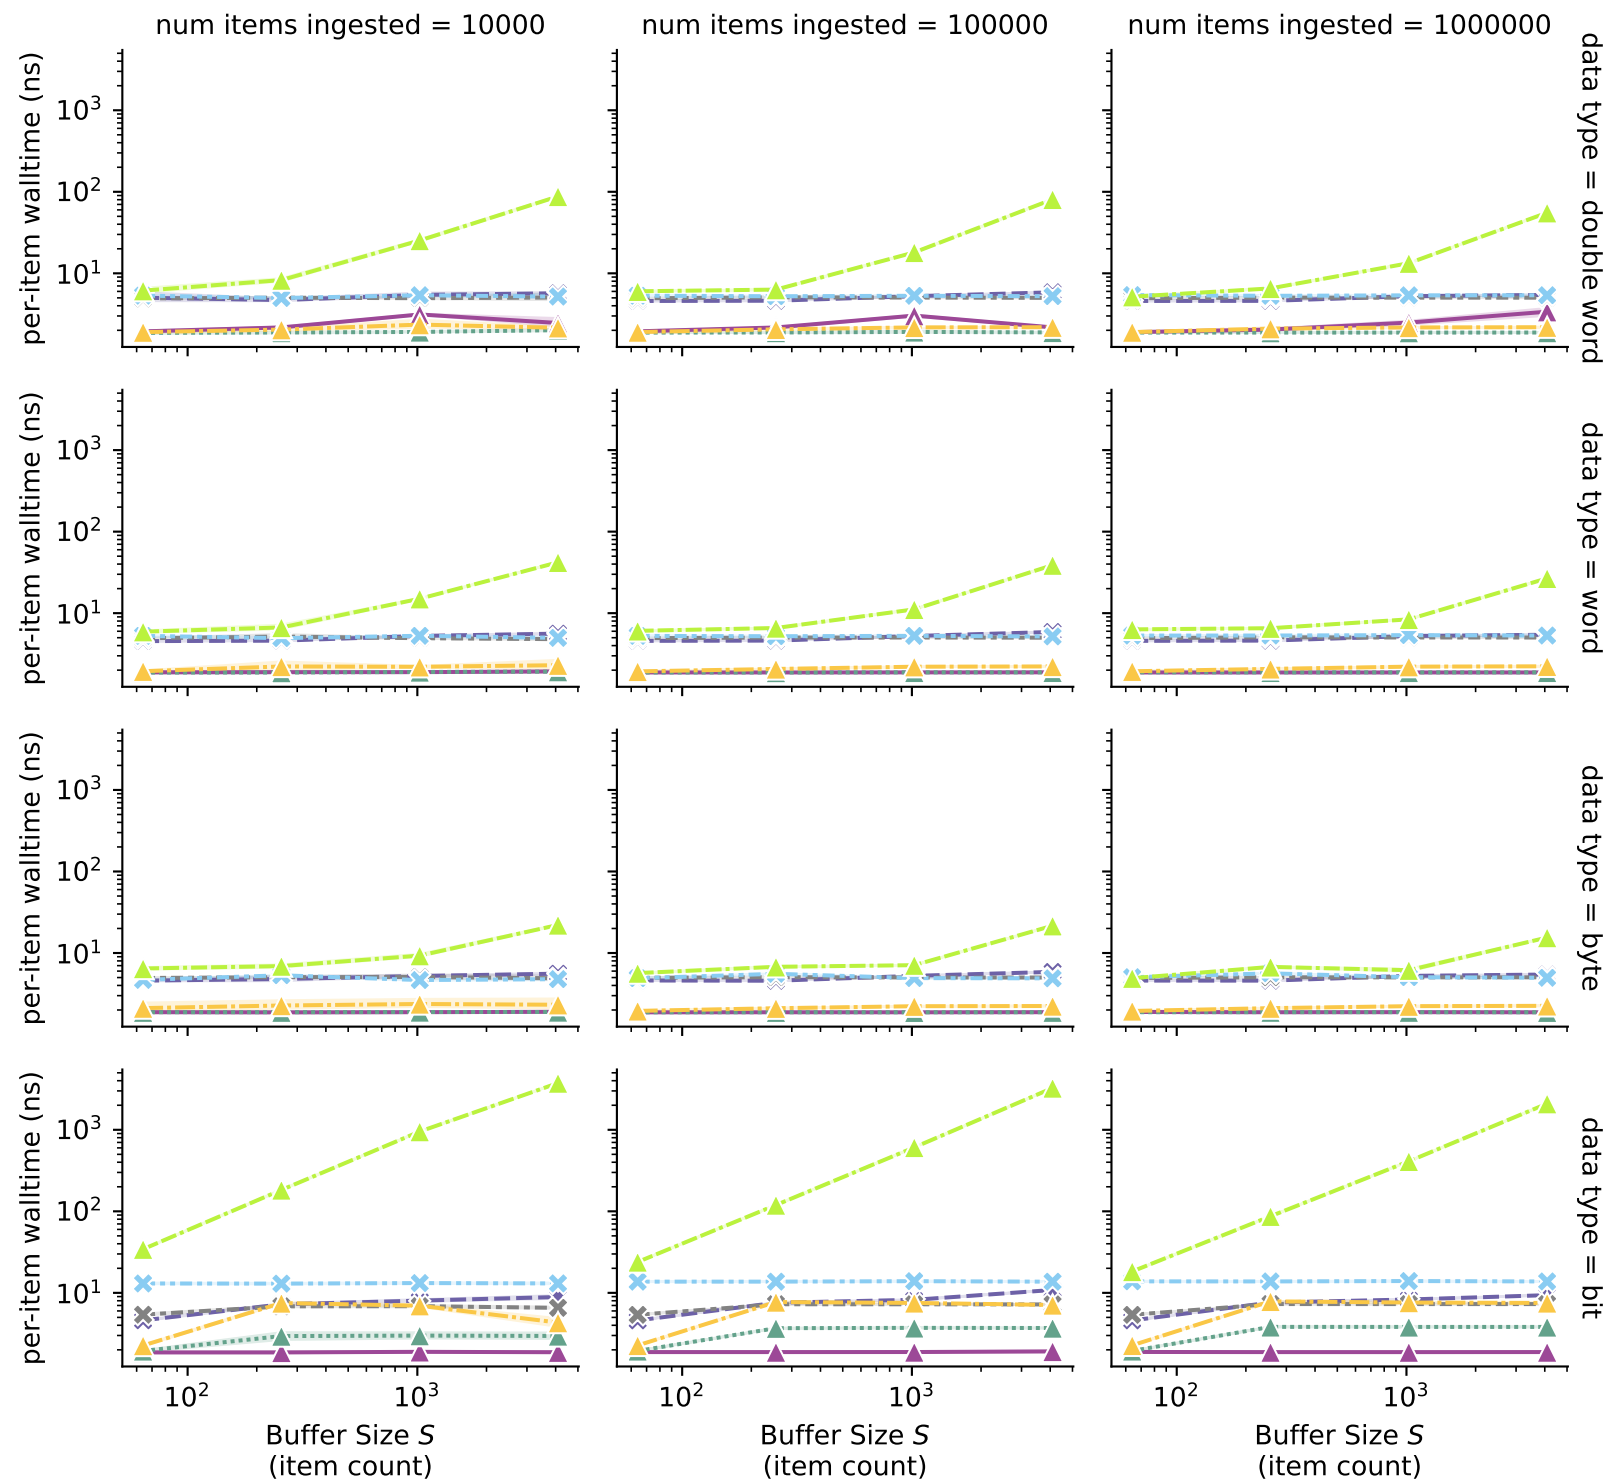 num items ingested = 10000
num items ingested = 100000
num items ingested = 1000000
per-item walltime (ns)
10³
10²
10¹
data type = double word
per-item walltime (ns)
10³
10²
10¹
data type = word
per-item walltime (ns)
10³
10²
10¹
data type = byte
per-item walltime (ns)
10³
10²
10¹
data type = bit
10² 10³
10² 10³
10² 10³
Buffer Size S
(item count)
Buffer Size S
(item count)
Buffer Size S
(item count)